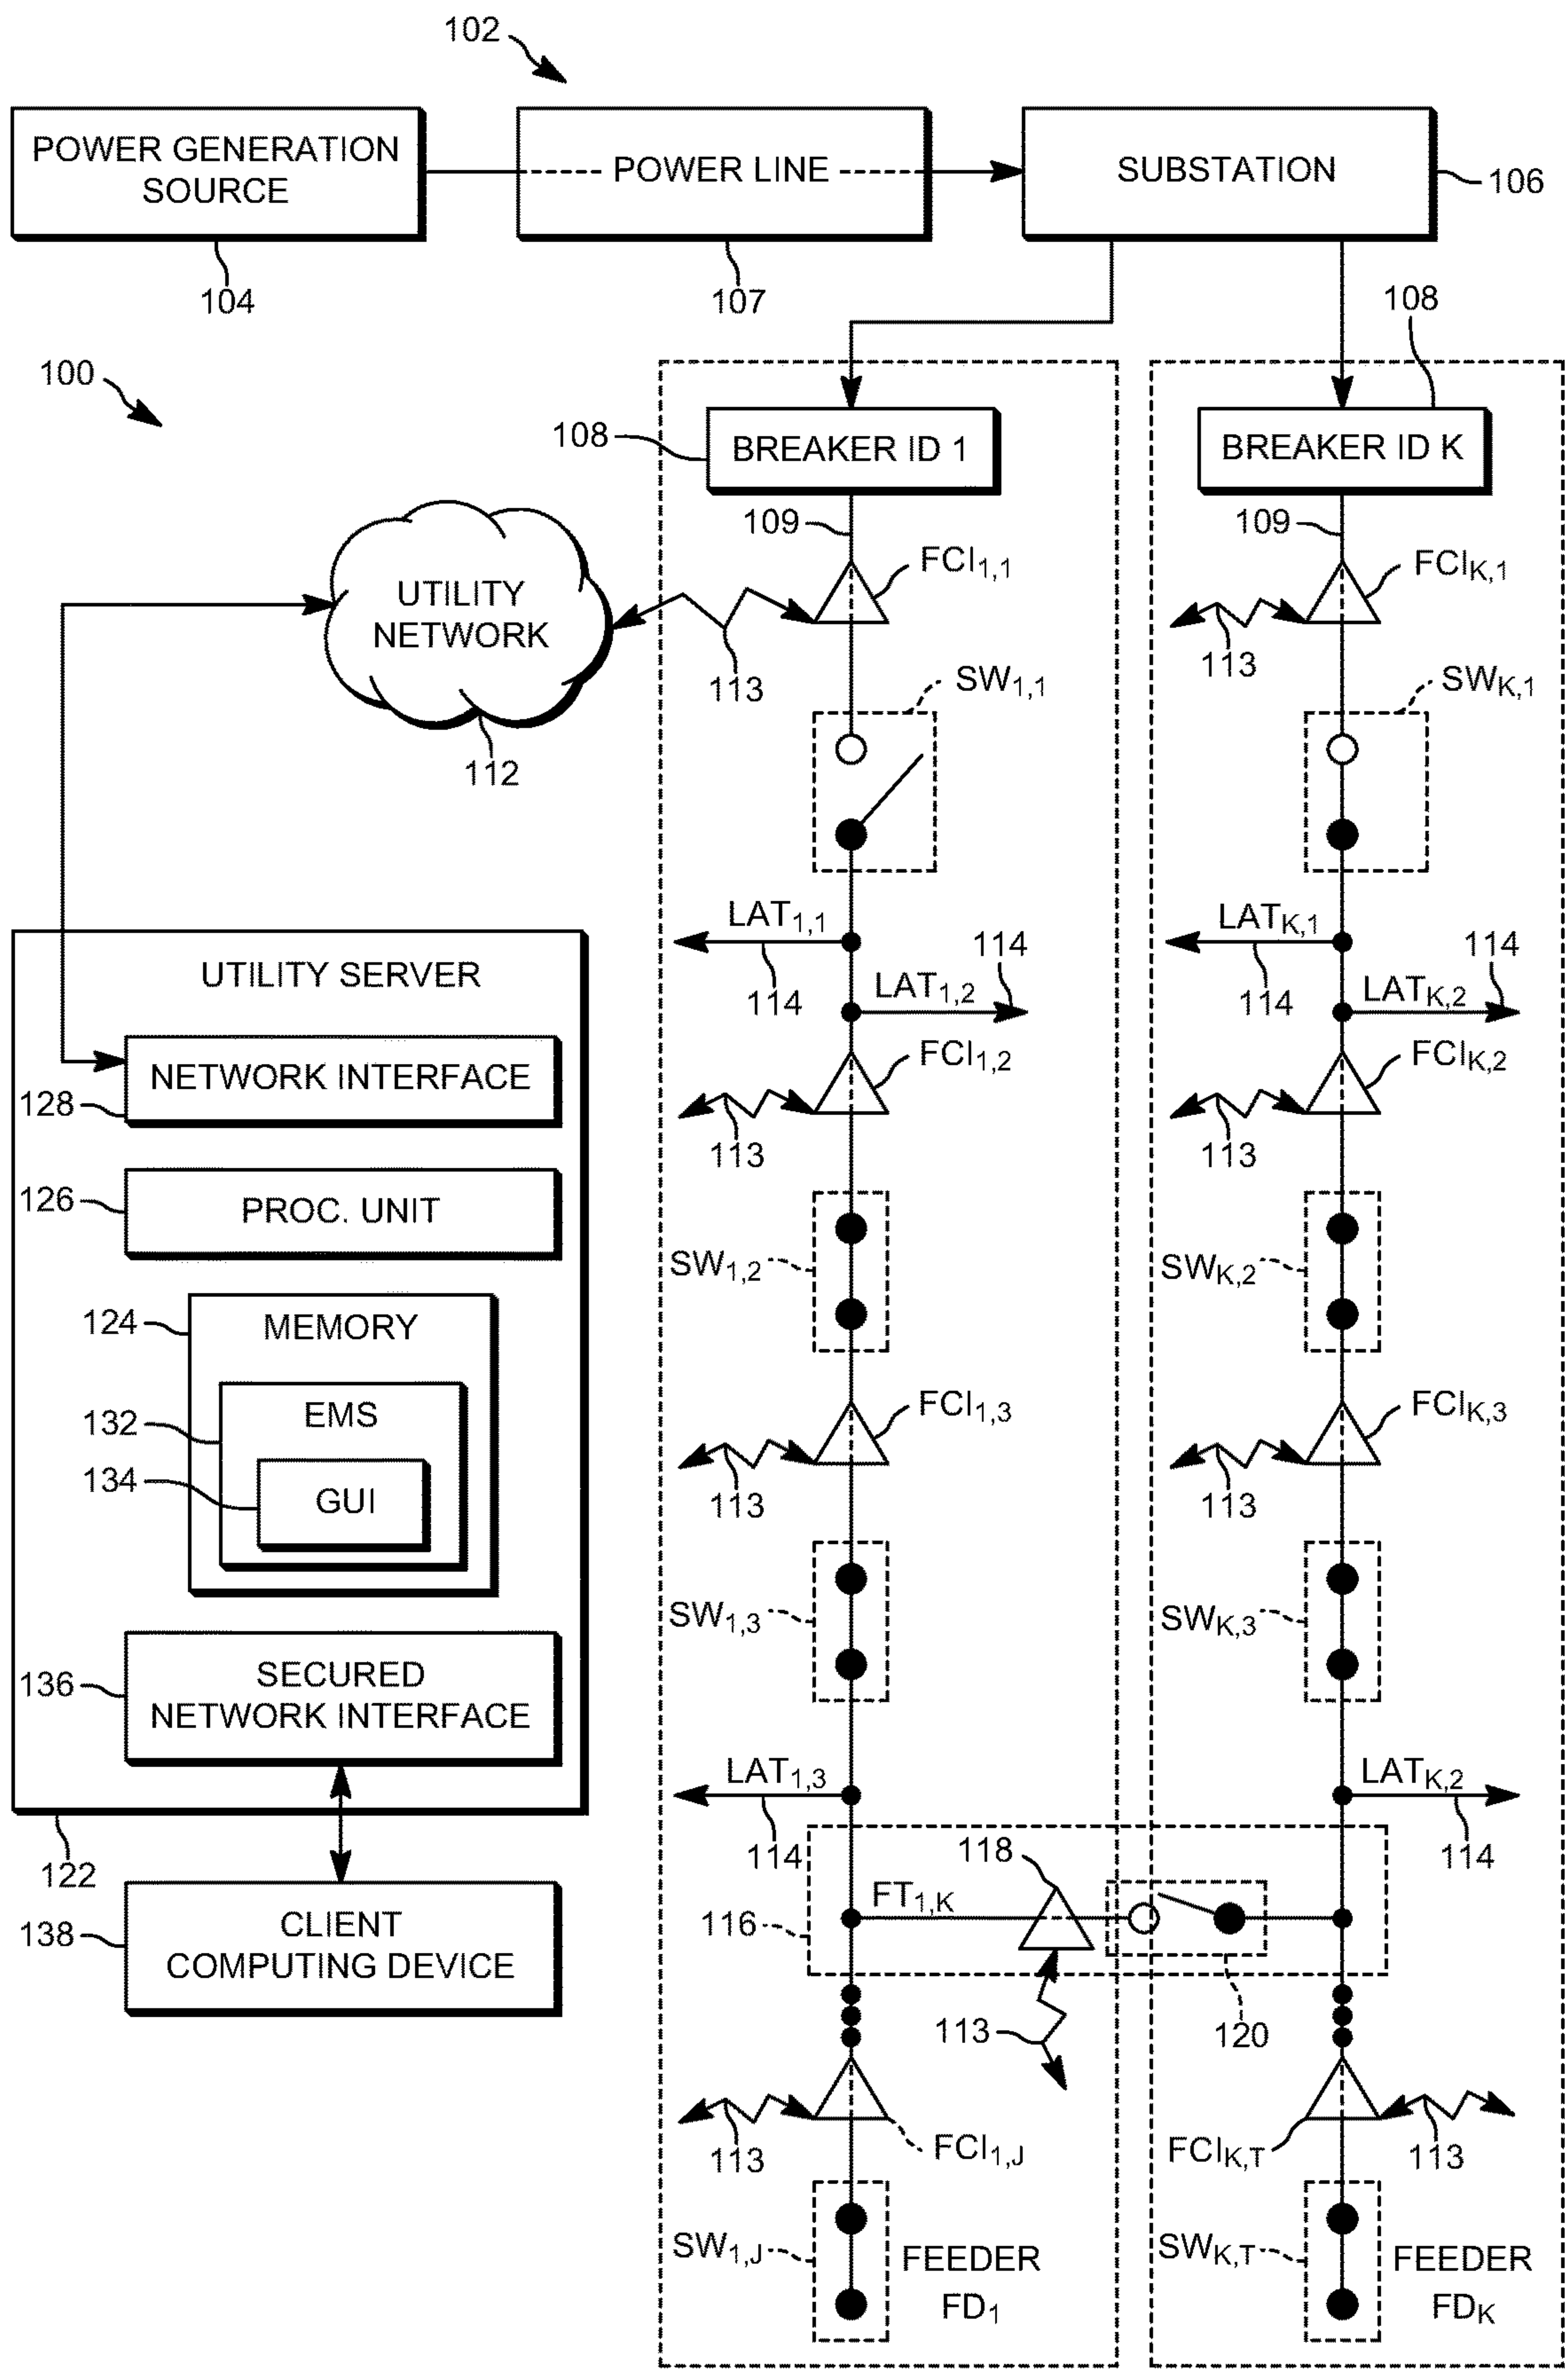 102
POWER GENERATION
SOURCE
POWER LINE
SUBSTATION
106
104
107
108
100
108
BREAKER ID 1
BREAKER ID K
109
109
FCI1,1
FCIK,1
UTILITY
NETWORK
113
113
SW1,1
SWK,1
112
LAT1,1
LATK,1
114
114
114
114
LAT1,2
LATK,2
UTILITY SERVER
NETWORK INTERFACE
128
FCI1,2
FCIK,2
113
113
126
PROC. UNIT
SW1,2
SWK,2
124
MEMORY
132
EMS
134
GUI
FCI1,3
FCIK,3
113
113
SW1,3
SWK,3
136
SECURED
NETWORK INTERFACE
LAT1,3
LATK,2
114
114
122
118
FT1,K
116
138
CLIENT
COMPUTING DEVICE
113
120
113
FCI1,J
FCIK,T
113
SW1,J
SWK,T
FEEDER
FD1
FEEDER
FDK